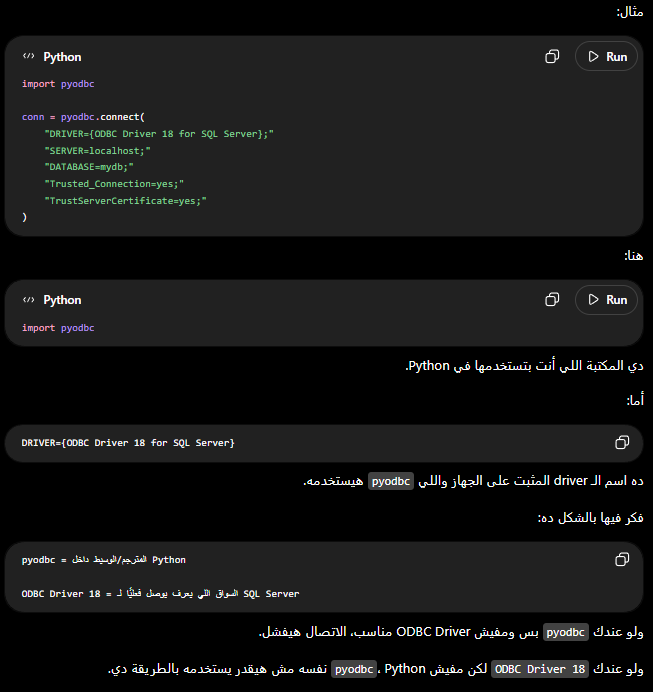 مثال:
Python
Run
import pyodbc
conn = pyodbc.connect(
"DRIVER={ODBC Driver 18 for SQL Server};"
"SERVER=localhost;"
"DATABASE=mydb;"
"Trusted_Connection=yes;"
"TrustServerCertificate=yes;"
)
هنا:
Python
Run
import pyodbc
دي المكتبة اللي أنت بتستخدمها في Python.
أما:
DRIVER={ODBC Driver 18 for SQL Server}
ده اسم الـ driver المثبت على الجهاز واللي pyodbc هيستخدمه.
فكر فيها بالشكل ده:
pyodbc = المترجم/الوسيط داخل Python
ODBC Driver 18 = السواق اللي يعرف يوصل فعليًا لـ SQL Server
ولو عندك pyodbc بس ومفيش ODBC Driver مناسب، الاتصال هيفشل.
ولو عندك ODBC Driver 18 لكن مفيش pyodbc، Python نفسه مش هيقدر يستخدمه بالطريقة دي.